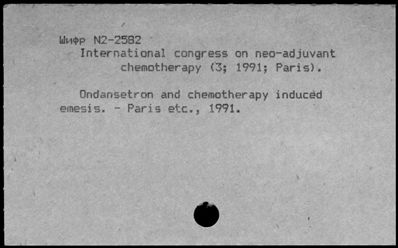 Шифр N2-2582
International congress on neo-adjuvant
chemotherapy (3; 1991; Paris).
Ondansetron and chemotherapy induced
emesis. - Paris etc., 1991.